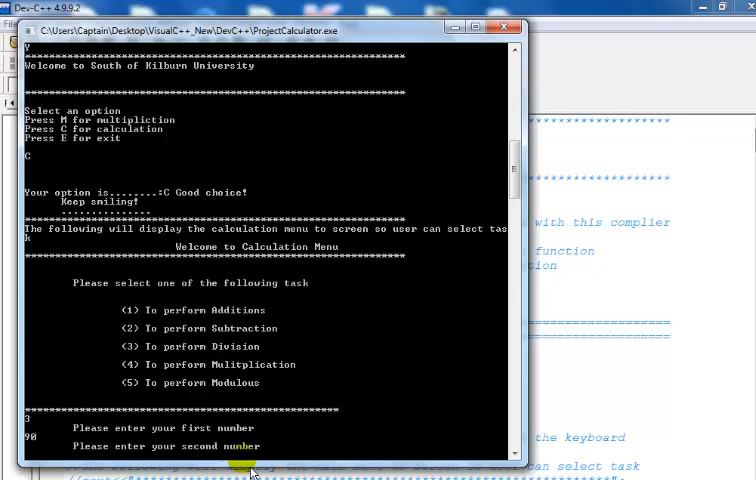 Dev-C++ 4.9.9.2
C:\Users\Captain\Desktop\VisualC++_New\DevC++\ProjectCalculator.exe
Y
*******************************************************************
Welcome to South of Kilburn University
*******************************************************************
Select an option
Press M for multipliction
Press C for calculation
Press E for exit
C
Your option is........:C Good choice!
Keep smiling!
...............
*******************************************************************
The following will display the calculation menu to screen so user can select tas
k
Welcome to Calculation Menu
*******************************************************************
Please select one of the following task
(1) To perform Additions
(2) To perform Subtraction
(3) To perform Division
(4) To perform Mulitplication
(5) To perform Modulous
*******************************************************
3
Please enter your first number
90
Please enter your second number
with this complier
function
the keyboard
can select task